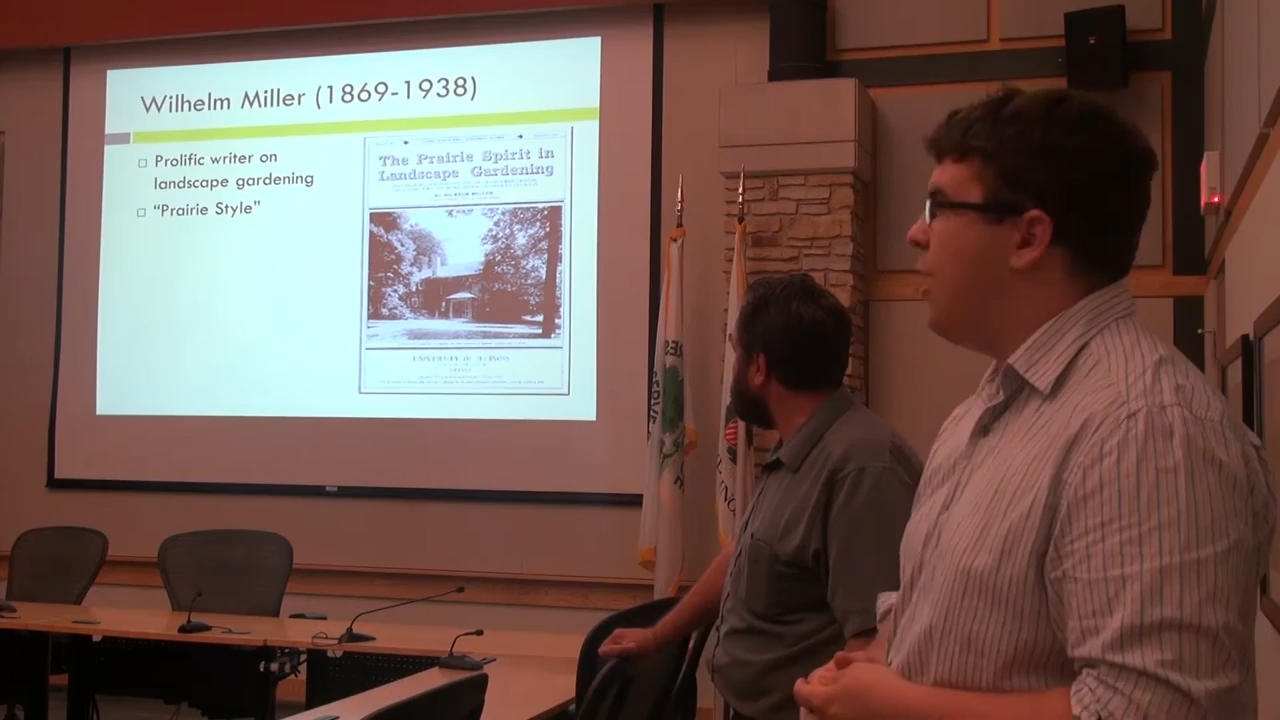 Wilhelm Miller (1869-1938)
Prolific writer on
landscape gardening
"Prairie Style"
The Prairie Spirit in
Landscape Gardening
UNIVERSITY OF ILLINOIS